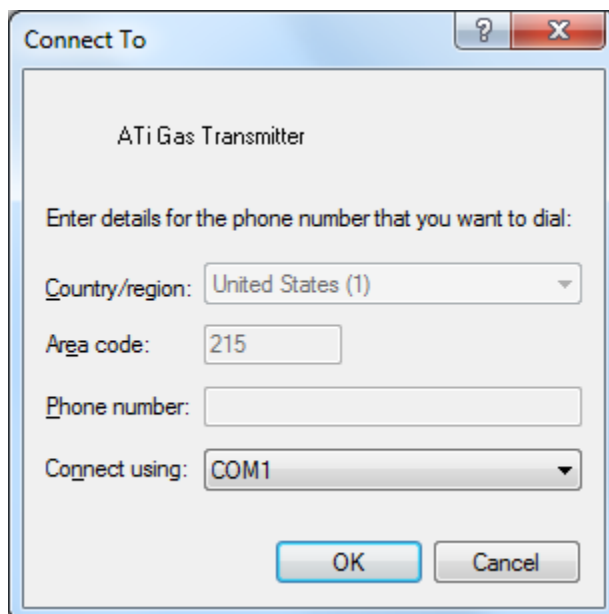 Connect To
ATi Gas Transmitter
Enter details for the phone number that you want to dial:
Country/region: United States (1)
Area code: 215
Phone number:
Connect using: COM1
OK Cancel